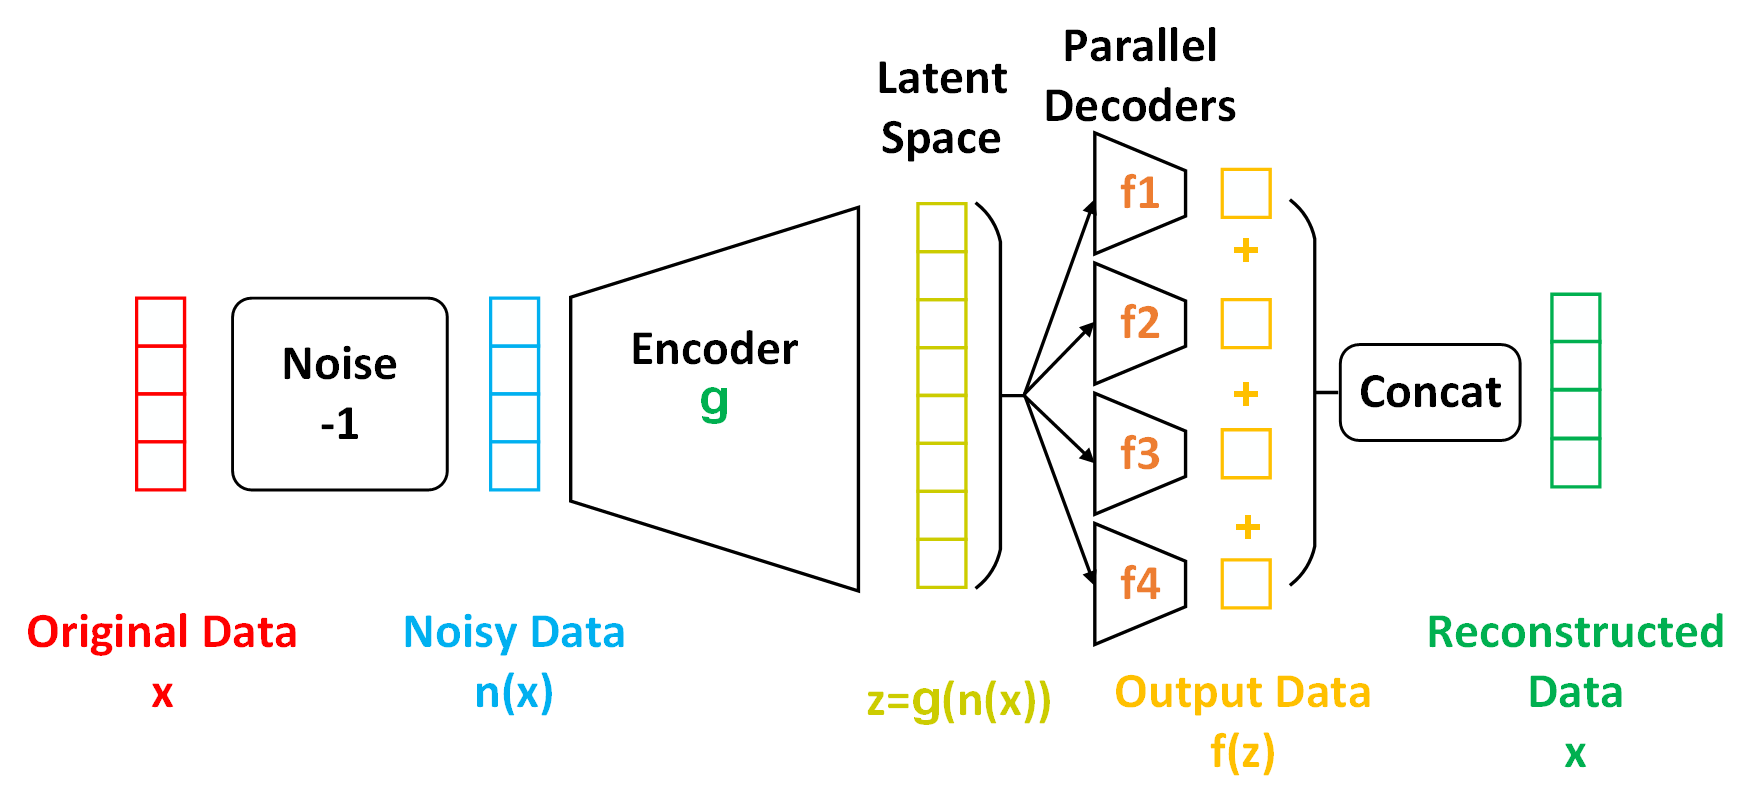 Original Data
x
Noise
-1
Noisy Data
n(x)
Encoder
g
Latent
Space
z=g(n(x))
Parallel
Decoders
f1
+
f2
+
f3
+
f4
Output Data
f(z)
Concat
Reconstructed
Data
x